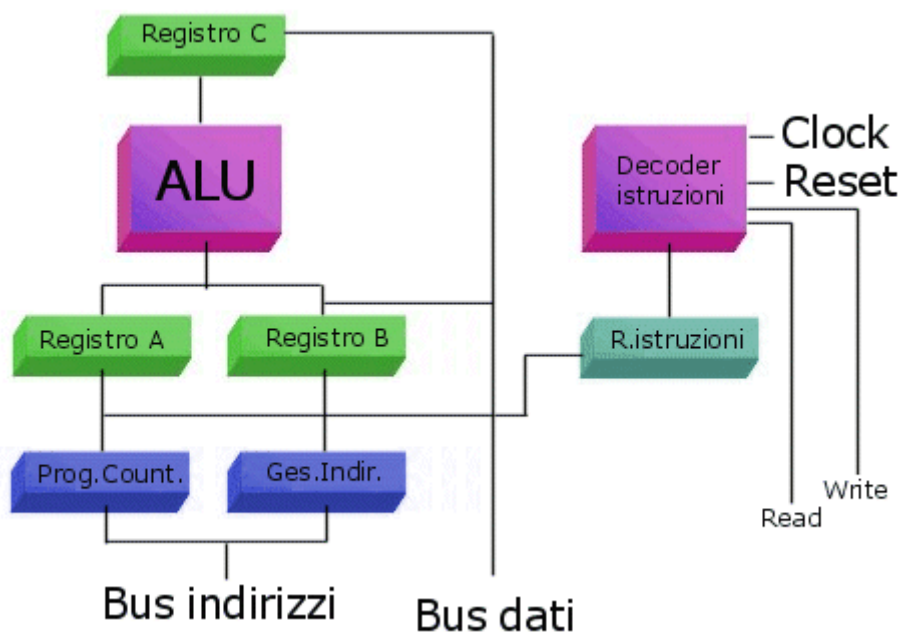 Registro C
ALU
Decoder
istruzioni
Clock
Reset
Registro A
Registro B
R.istruzioni
Prog.Count.
Ges.Indir.
Write
Read
Bus indirizzi
Bus dati